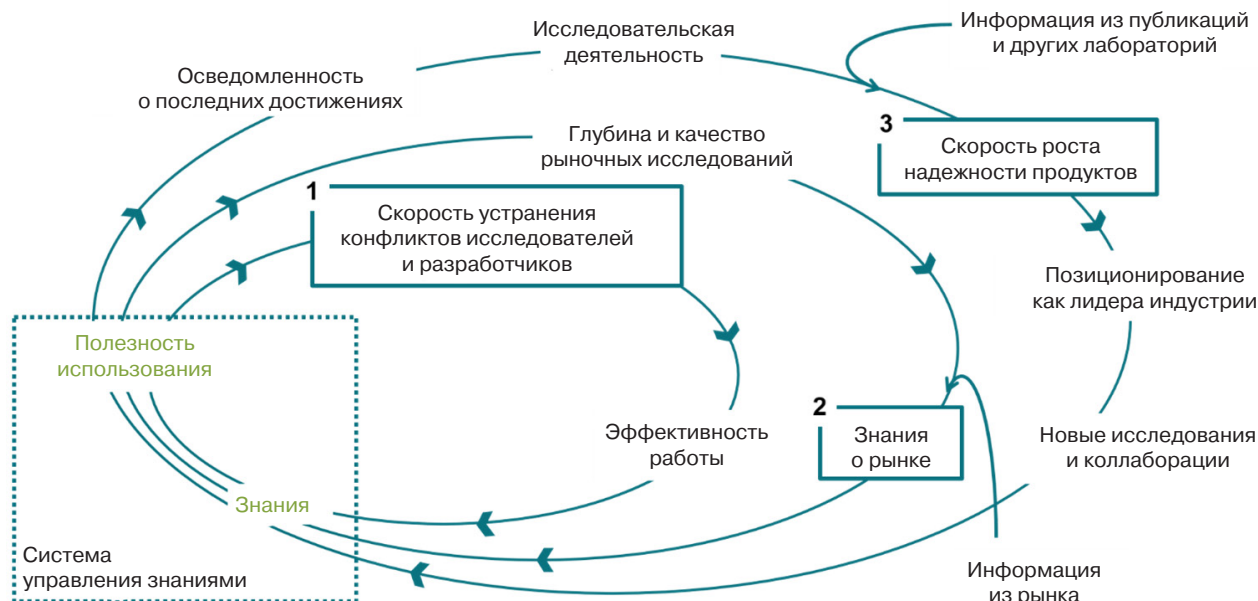 Исследовательская
деятельность
Информация из публикаций
и других лабораторий
Осведомленность
о последних достижениях
Глубина и качество
рыночных исследований
3
Скорость роста
надежности продуктов
1
Скорость устранения
конфликтов исследователей
и разработчиков
Позиционирование
как лидера индустрии
Полезность
использования
2
Знания
о рынке
Эффективность
работы
Новые исследования
и коллаборации
Знания
Система
управления знаниями
Информация
из рынка